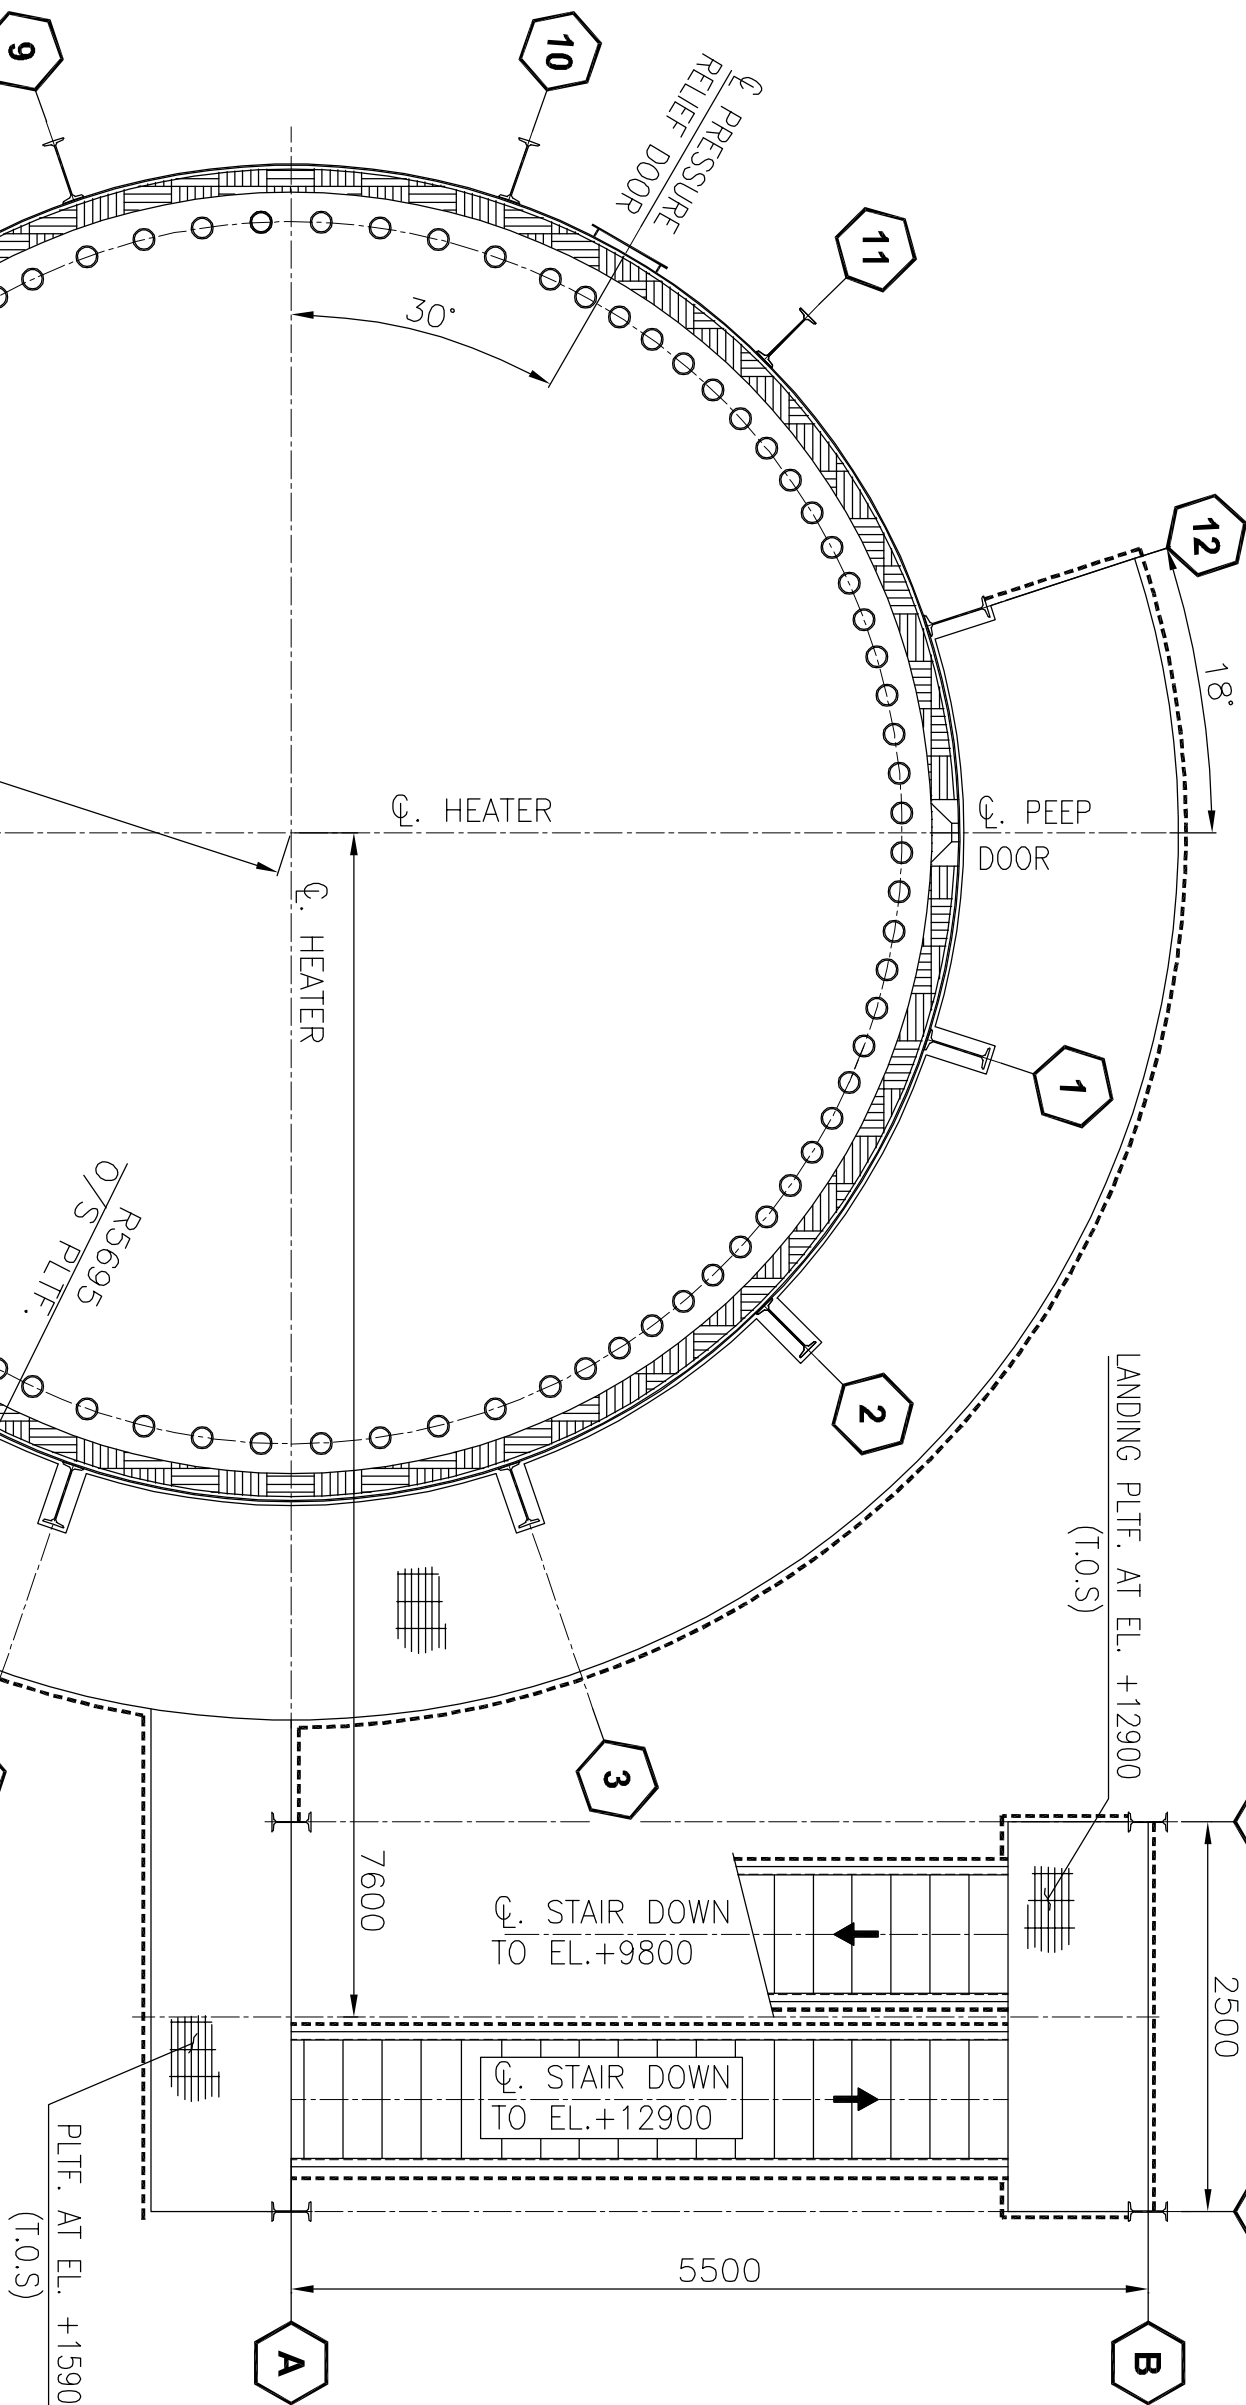 9
10
℄ PRESSURE
RELIEF DOOR
11
12
30°
18°
℄. HEATER
℄. PEEP
DOOR
℄. HEATER
1
R5695
O/S PLTF.
2
LANDING PLTF. AT EL. +12900
(T.O.S)
3
7600
℄. STAIR DOWN
TO EL.+9800
2500
℄. STAIR DOWN
TO EL.+12900
PLTF. AT EL. +1590
(T.O.S)
5500
A
B